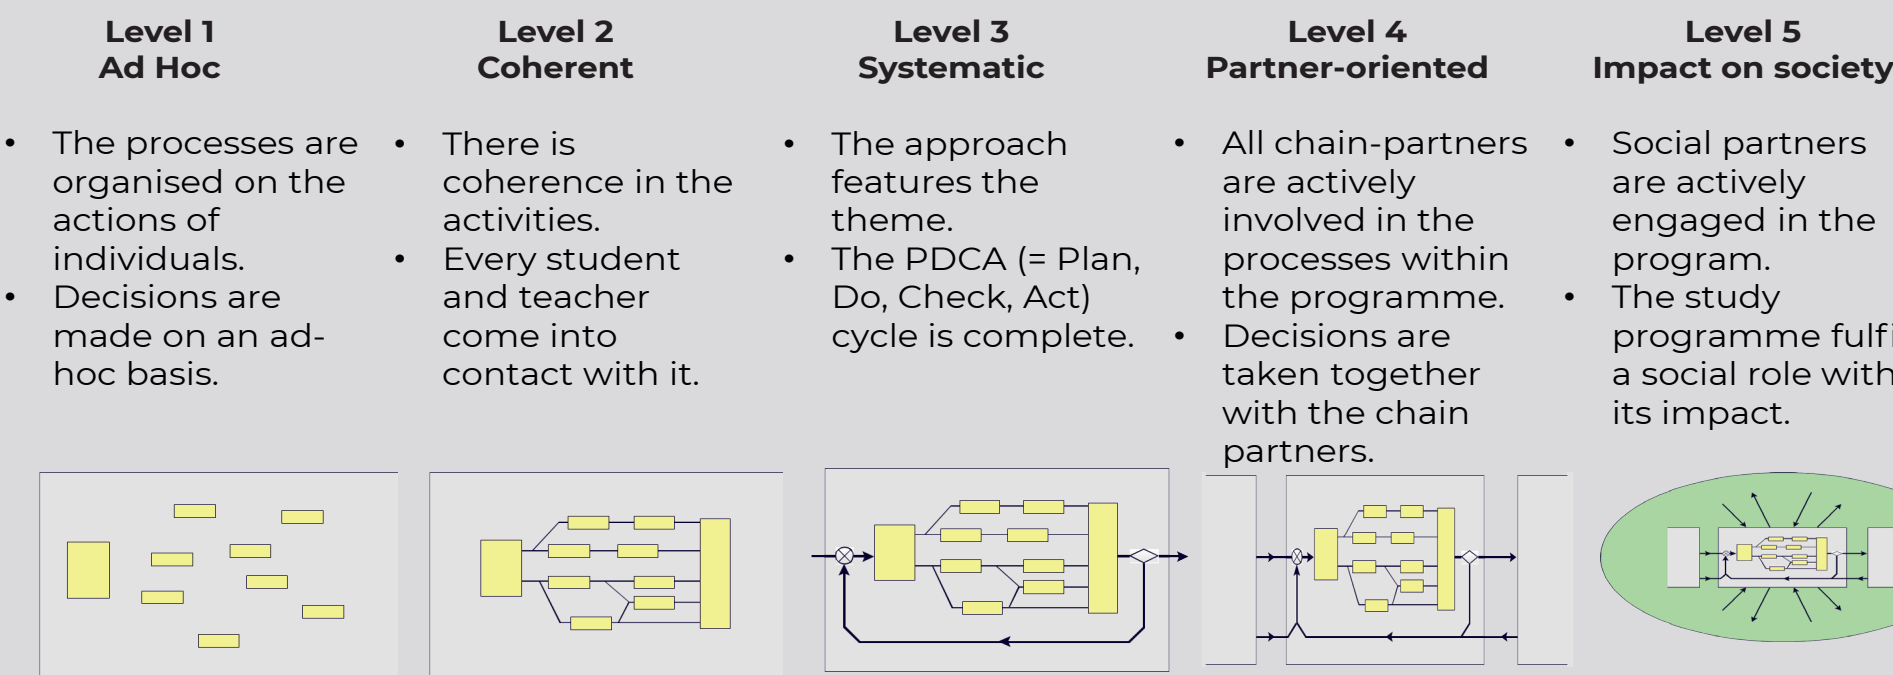 Level 1
Ad Hoc
• The processes are
organised on the
actions of
individuals.
• Decisions are
made on an ad-
hoc basis.
Level 2
Coherent
• There is
coherence in the
activities.
• Every student
and teacher
come into
contact with it.
Level 3
Systematic
• The approach
features the
theme.
• The PDCA (= Plan,
Do, Check, Act)
cycle is complete.
Level 4
Partner-oriented
• All chain-partners
are actively
involved in the
processes within
the programme.
• Decisions are
taken together
with the chain
partners.
Level 5
Impact on society
• Social partners
are actively
engaged in the
program.
• The study
programme
a social role with
its impact.